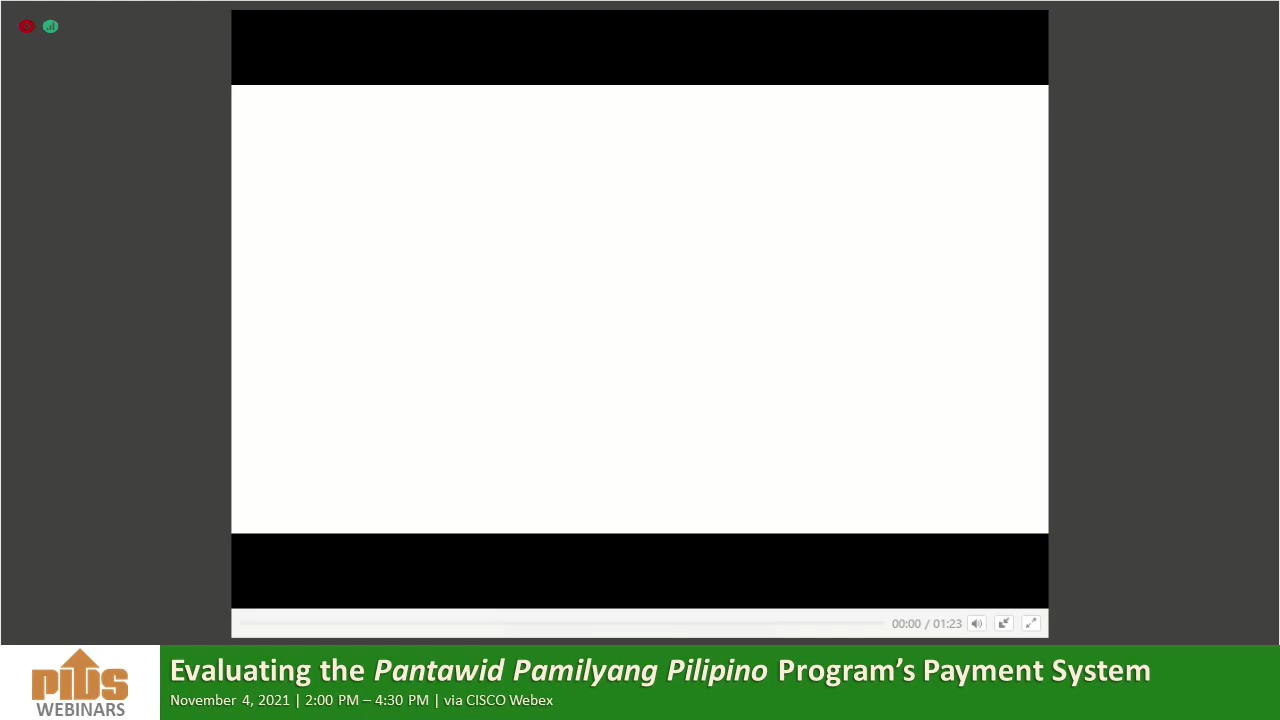 00:00 / 01:23
PIDS
WEBINARS
Evaluating the Pantawid Pamilyang Pilipino Program's Payment System
November 4, 2021 | 2:00 PM – 4:30 PM | via CISCO Webex